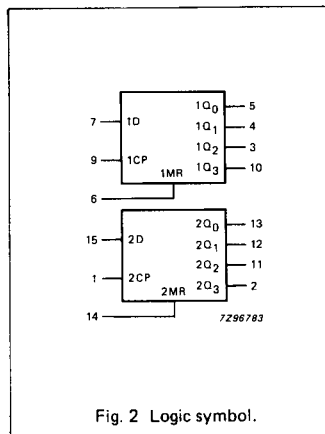 1Q0 5
7 1D
1Q1 4
1Q2 3
9 1CP
1Q3 10
1MR
6
2Q0 13
15 2D
2Q1 12
2Q2 11
1 2CP
2Q3 2
2MR
14
7Z96783
Fig. 2 Logic symbol.